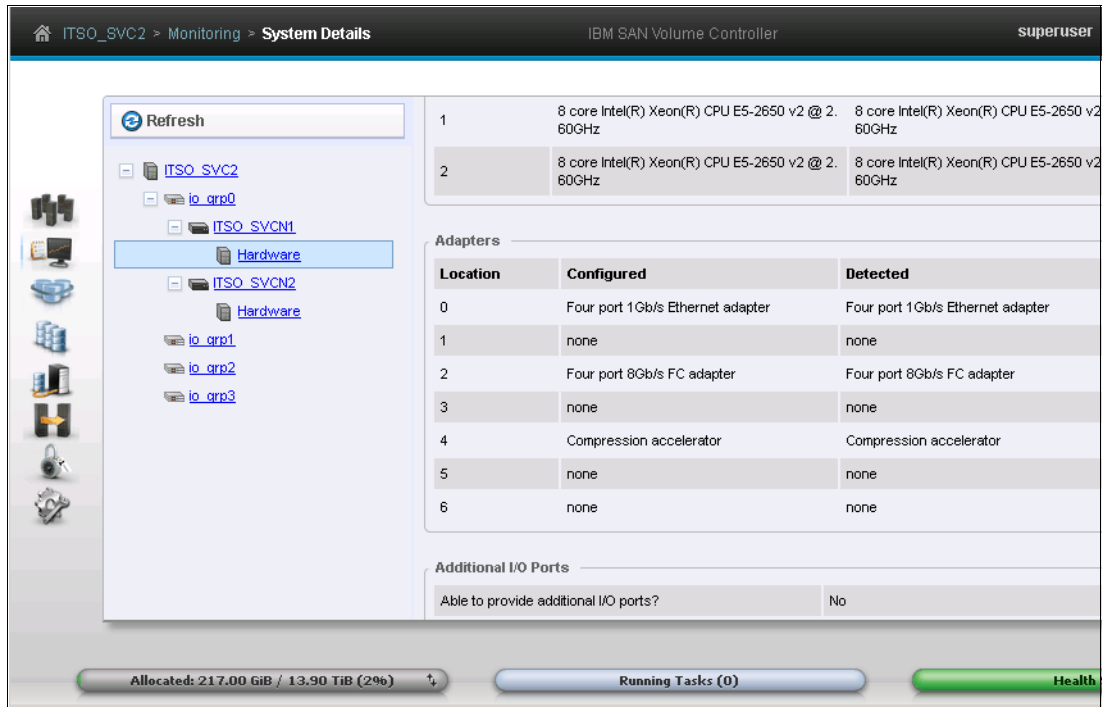 ITSO_SVC2 > Monitoring > System Details
IBM SAN Volume Controller
superuser
Refresh
ITSO_SVC2
io_grp0
ITSO_SVCN1
Hardware
ITSO_SVCN2
Hardware
io_grp1
io_grp2
io_grp3
1 8 core Intel(R) Xeon(R) CPU E5-2650 v2 @ 2. 8 core Intel(R) Xeon(R) CPU E5-2650 v2
60GHz 60GHz
2 8 core Intel(R) Xeon(R) CPU E5-2650 v2 @ 2. 8 core Intel(R) Xeon(R) CPU E5-2650 v2
60GHz 60GHz
Adapters
Location Configured Detected
0 Four port 1Gb/s Ethernet adapter Four port 1Gb/s Ethernet adapter
1 none none
2 Four port 8Gb/s FC adapter Four port 8Gb/s FC adapter
3 none none
4 Compression accelerator Compression accelerator
5 none none
6 none none
Additional I/O Ports
Able to provide additional I/O ports? No
Allocated: 217.00 GiB / 13.90 TiB (2%)
Running Tasks (0)
Health